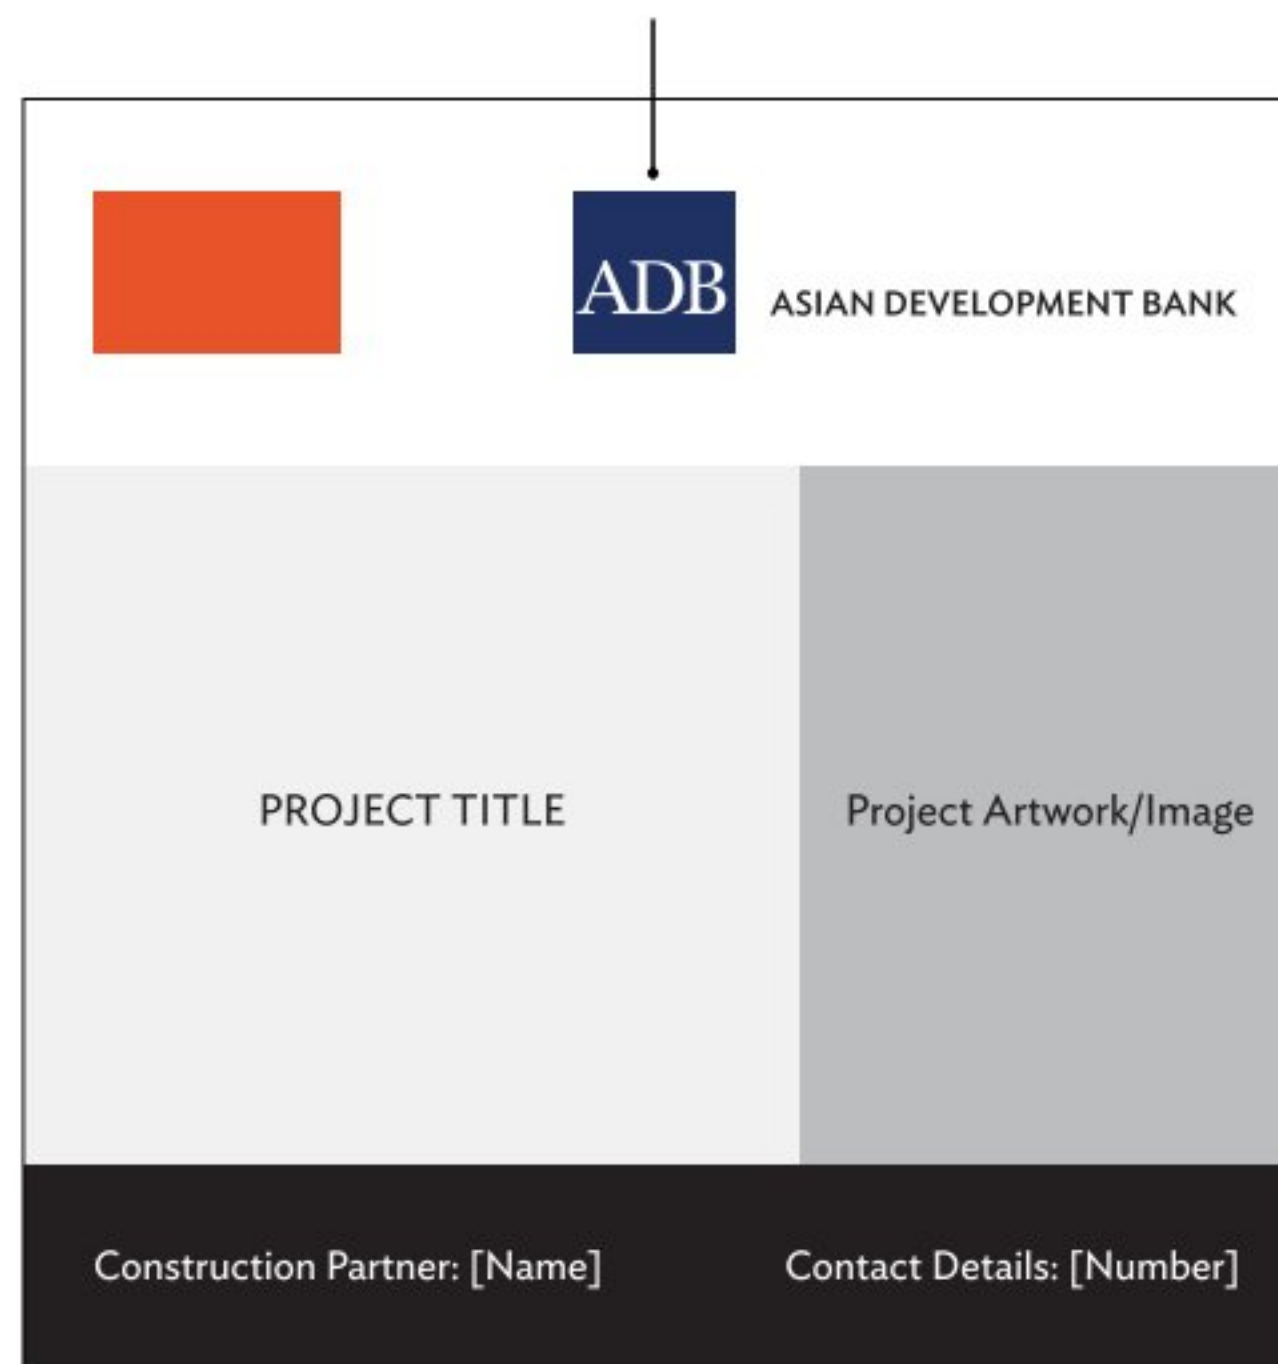 ADB
ASIAN DEVELOPMENT BANK
PROJECT TITLE
Project Artwork/Image
Construction Partner: [Name]
Contact Details: [Number]